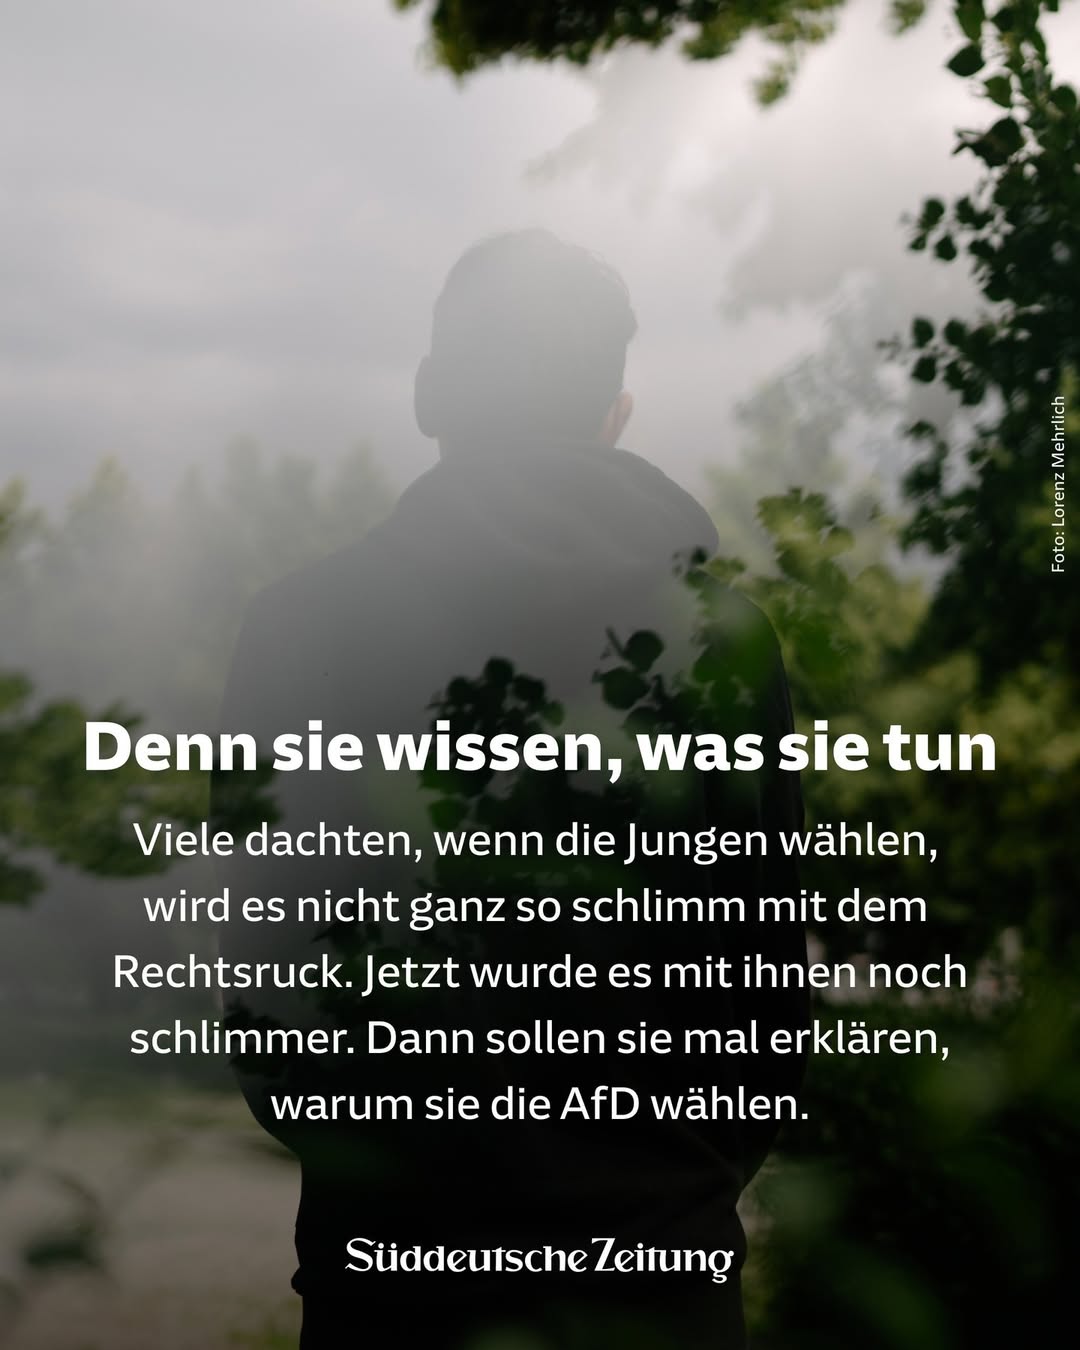 Denn sie wissen, was sie tun
Viele dachten, wenn die Jungen wählen,
wird es nicht ganz so schlimm mit dem
Rechtsruck. Jetzt wurde es mit ihnen noch
schlimmer. Dann sollen sie mal erklären,
warum sie die AfD wählen.
Süddeutsche Zeitung
Foto: Lorenz Mehrlich